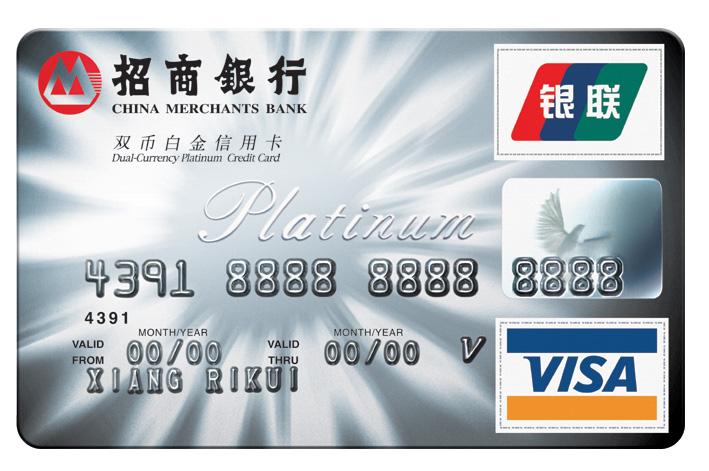 招商銀行
CHINA MERCHANTS BANK
银联
双币白金信用卡
Dual-Currency Platinum Credit Card
Platinum
4391 8888 8888 8888
4391
MONTH/YEAR MONTH/YEAR
VALID FROM 00/00 VALID THRU 00/00 V
XIANG RIKUI
VISA